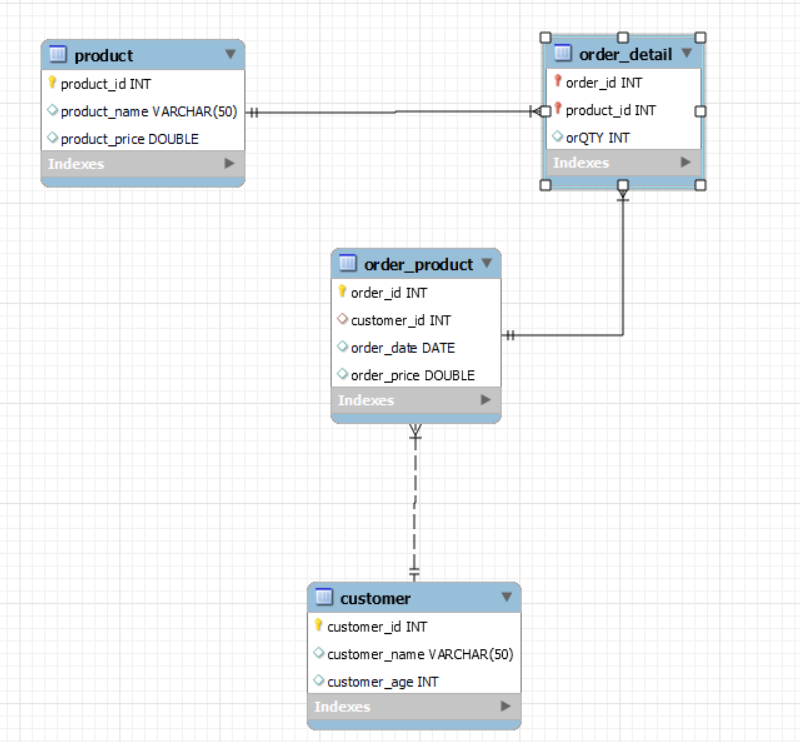 product
product_id INT
product_name VARCHAR(50)
product_price DOUBLE
Indexes
order_detail
order_id INT
product_id INT
orQTY INT
Indexes
order_product
order_id INT
customer_id INT
order_date DATE
order_price DOUBLE
Indexes
customer
customer_id INT
customer_name VARCHAR(50)
customer_age INT
Indexes